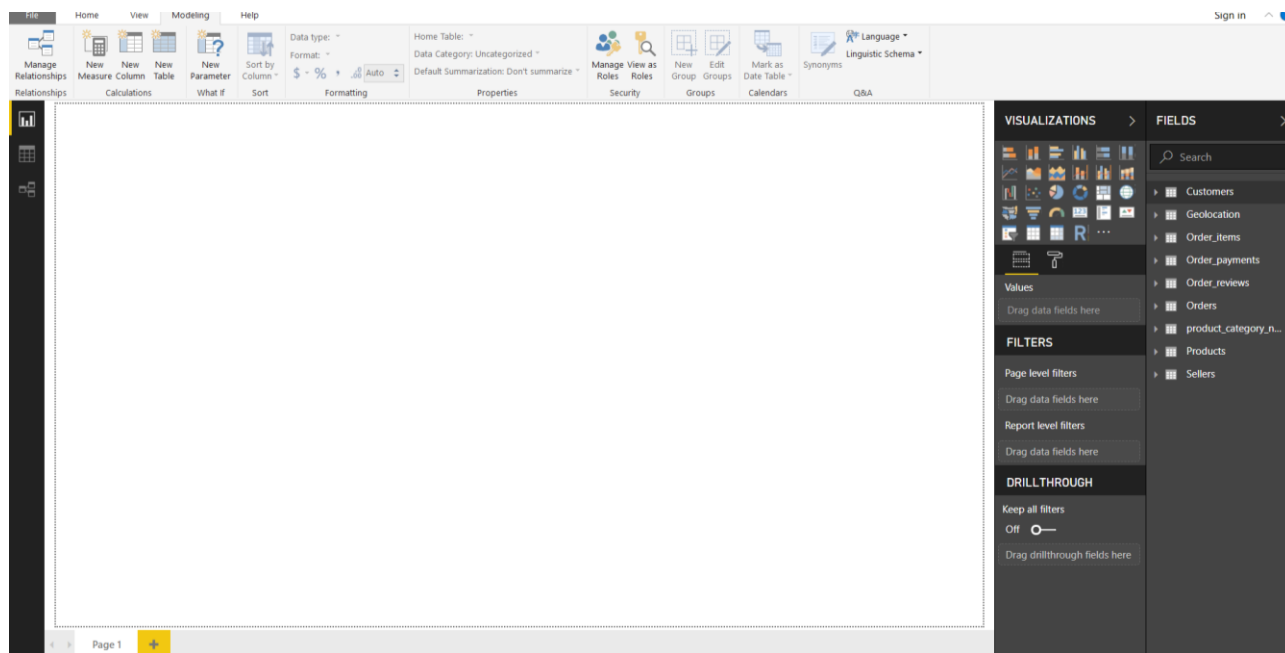 File Home View Modeling Help Sign in
Manage Relationships
New Measure
New Column
New Table
New Parameter
Sort by Column
Data type:
Format:
$ % , .00 Auto
Home Table:
Data Category: Uncategorized
Default Summarization: Don't summarize
Manage Roles
View as Roles
New Group
Edit Groups
Mark as Date Table
Synonyms
Language
Linguistic Schema
Relationships Calculations What If Sort Formatting Properties Security Groups Calendars Q&A
VISUALIZATIONS
123
R
...
Values
Drag data fields here
FILTERS
Page level filters
Drag data fields here
Report level filters
Drag data fields here
DRILLTHROUGH
Keep all filters
Off
Drag drillthrough fields here
FIELDS
Search
Customers
Geolocation
Order_items
Order_payments
Order_reviews
Orders
product_category_n...
Products
Sellers
Page 1
+